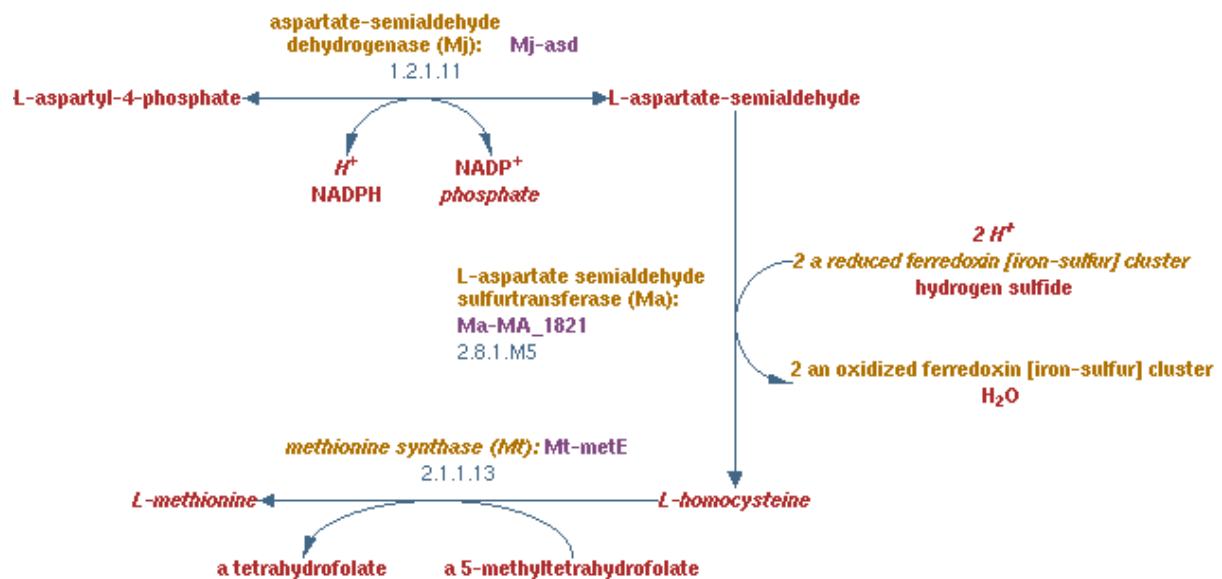 aspartate-semialdehyde
dehydrogenase (Mj): Mj-asd
1.2.1.11
L-aspartyl-4-phosphate
L-aspartate-semialdehyde
H+ NADP+
NADPH phosphate
2 H+
2 a reduced ferredoxin [iron-sulfur] cluster
hydrogen sulfide
L-aspartate semialdehyde
sulfurtransferase (Ma):
Ma-MA_1821
2.8.1.M5
2 an oxidized ferredoxin [iron-sulfur] cluster
H₂O
methionine synthase (Mt): Mt-metE
2.1.1.13
L-methionine
L-homocysteine
a tetrahydrofolate
a 5-methyltetrahydrofolate